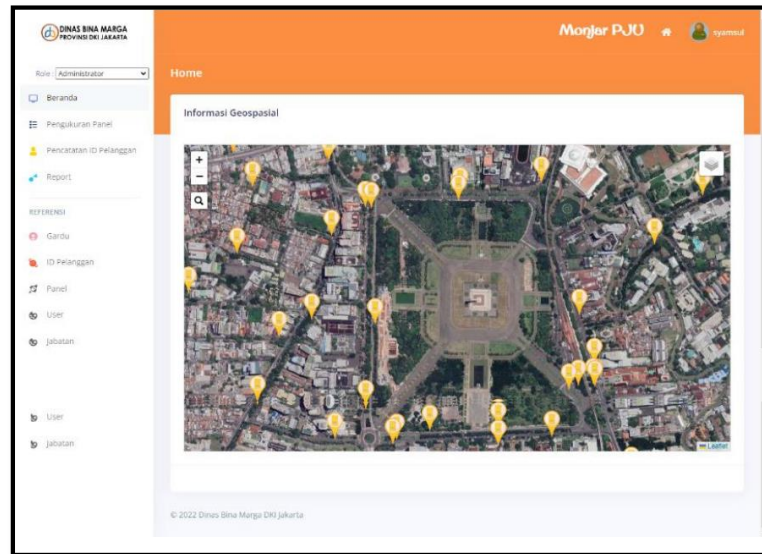 DINAS BINA MARGA
PROVINSI DKI JAKARTA
Monjar PJU
syamsul
Role : Administrator
Home
Beranda
Pengukuran Panel
Pencatatan ID Pelanggan
Report
REFERENSI
Gardu
ID Pelanggan
Panel
User
Jabatan
User
Jabatan
Informasi Geospasial
+
−
Leaflet
© 2022 Dinas Bina Marga DKI Jakarta